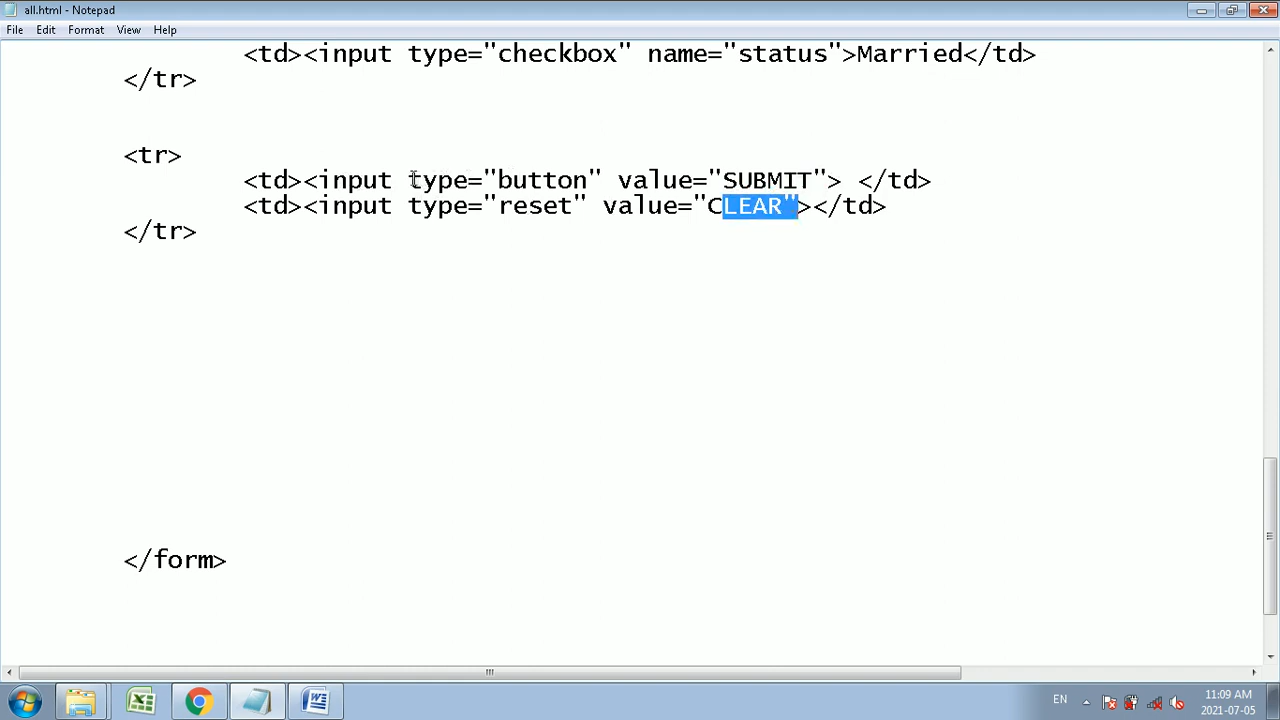 all.html - Notepad
File Edit Format View Help
<td><input type="checkbox" name="status">Married</td>
</tr>
<tr>
<td><input type="button" value="SUBMIT"> </td>
<td><input type="reset" value="CLEAR"></td>
</tr>
</form>
EN
11:09 AM
2021-07-05